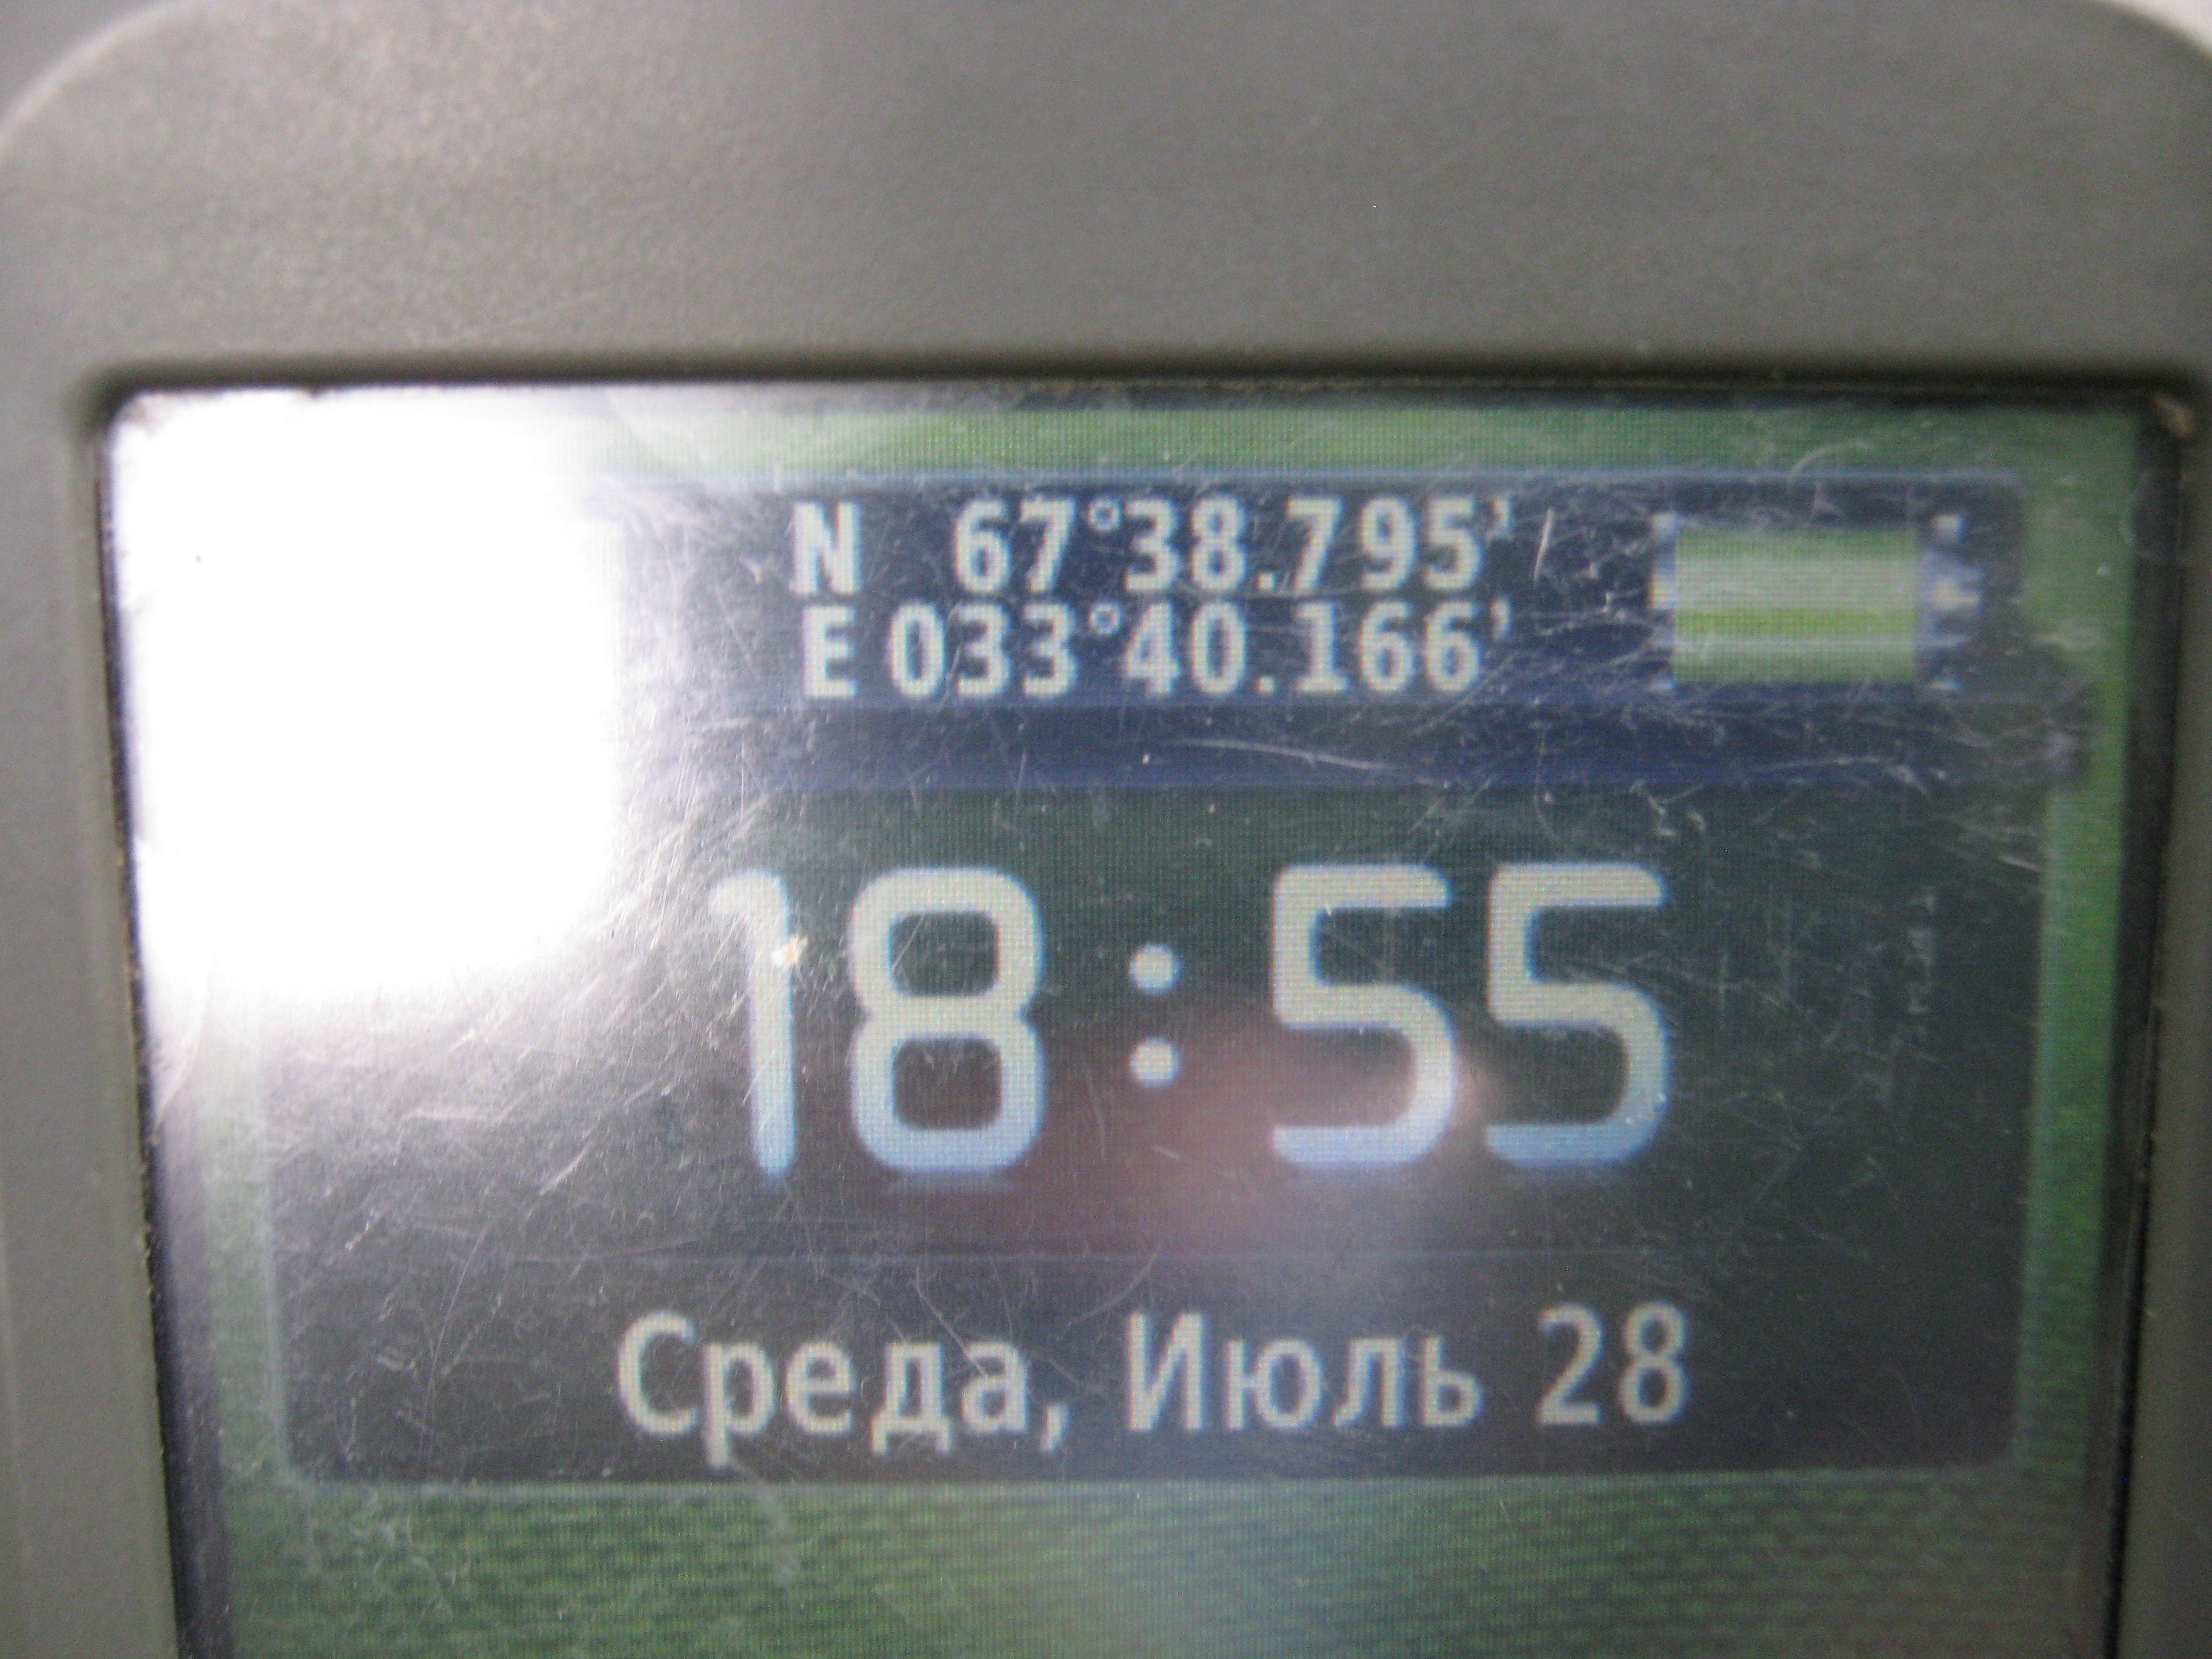 N 67°38.795'
E 033°40.166'
18:55
Среда, Июль 28